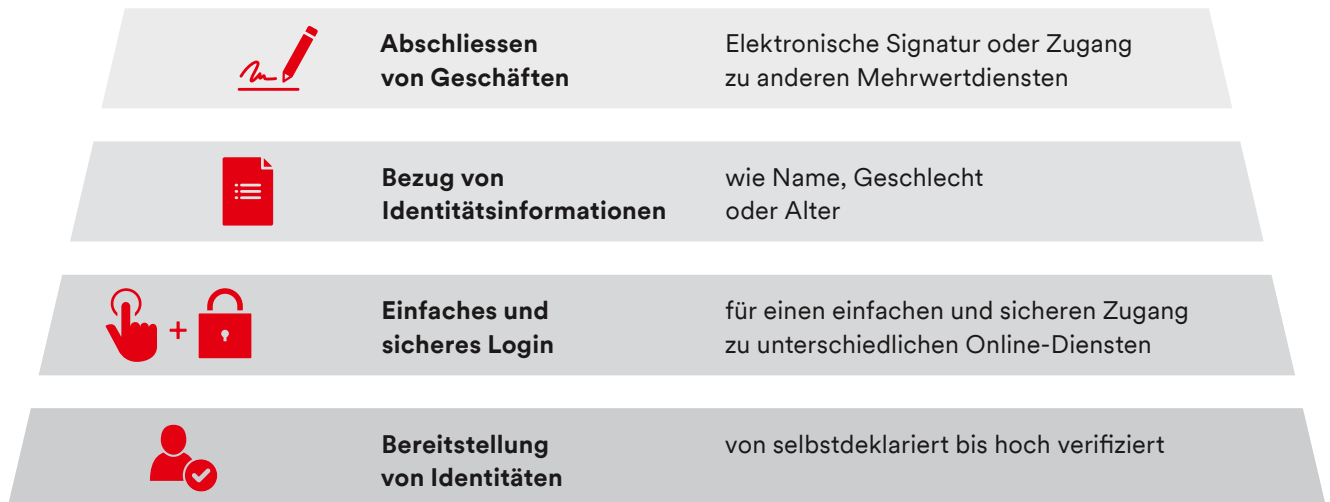 Abschliessen
von Geschäften
Elektronische Signatur oder Zugang
zu anderen Mehrwertdiensten
Bezug von
Identitätsinformationen
wie Name, Geschlecht
oder Alter
+
Einfaches und
sicheres Login
für einen einfachen und sicheren Zugang
zu unterschiedlichen Online-Diensten
Bereitstellung
von Identitäten
von selbstdeklariert bis hoch verifiziert